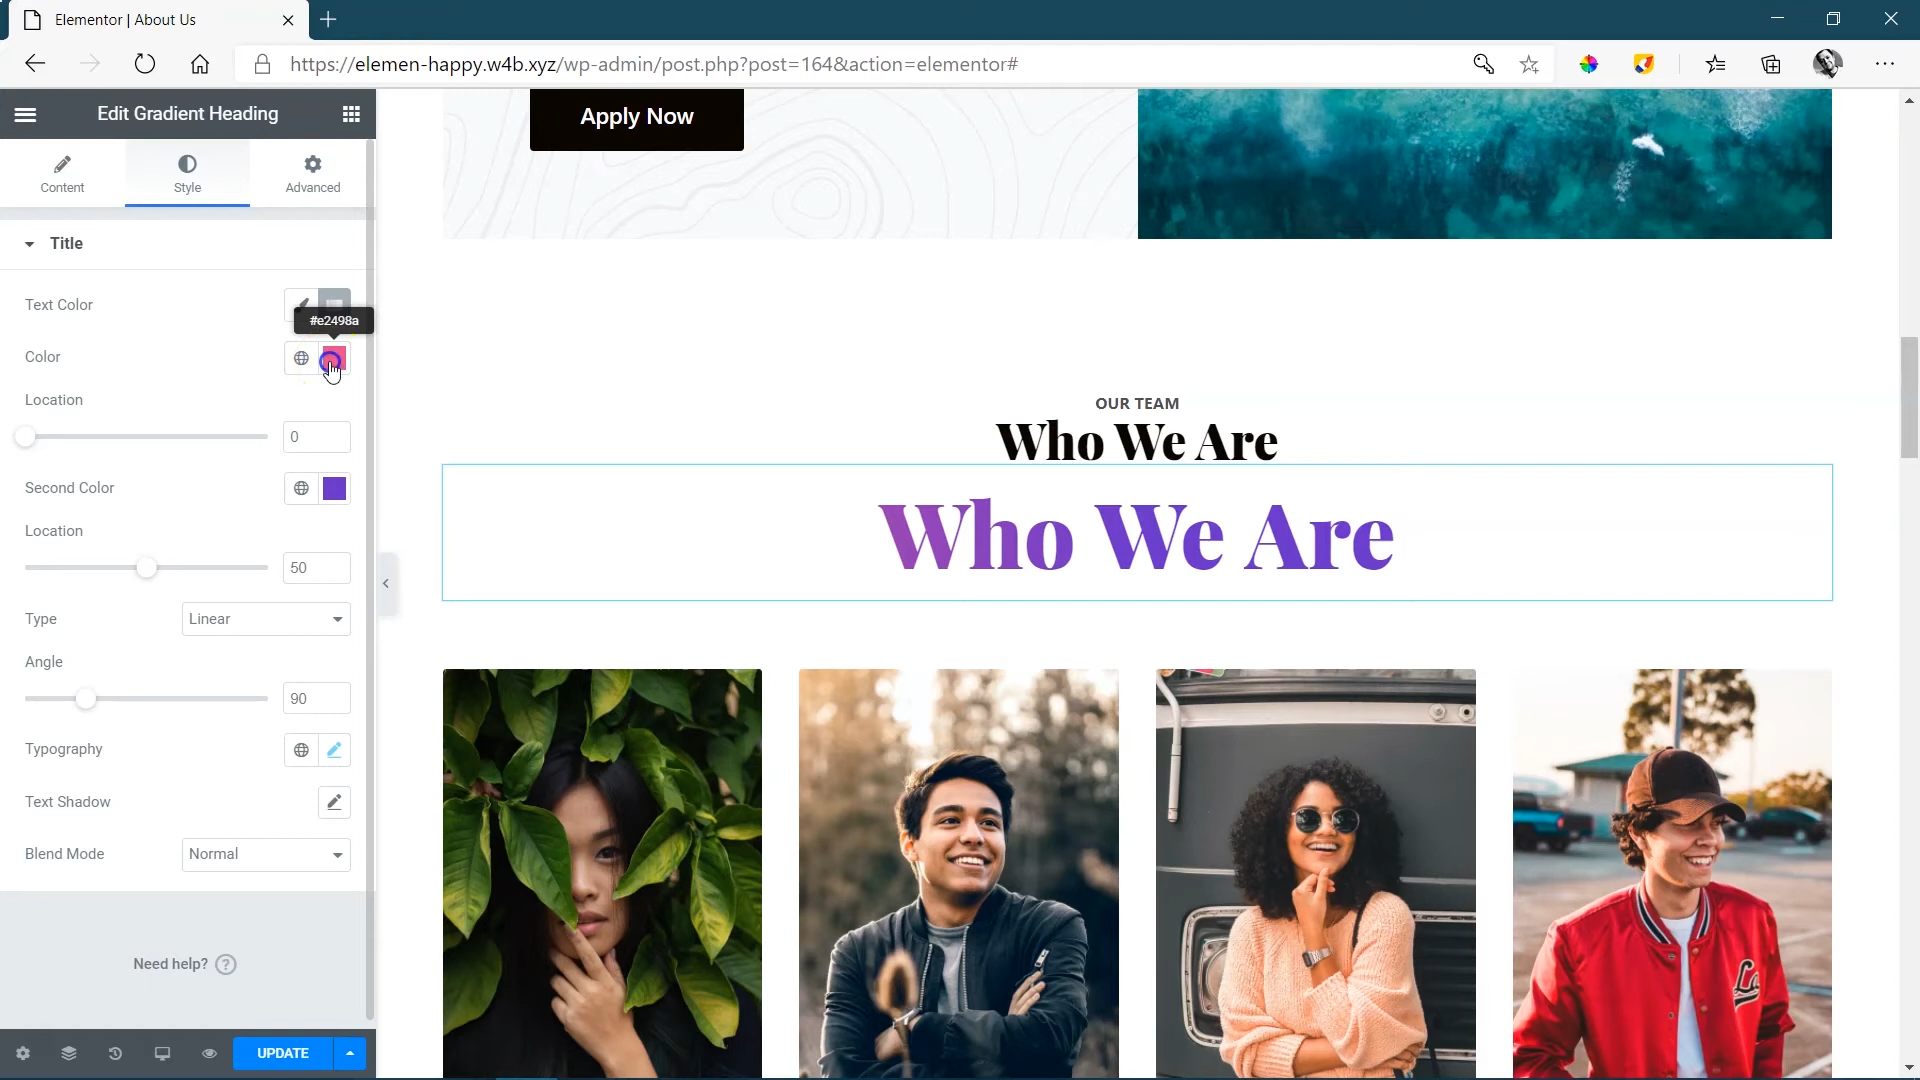 Elementor | About Us
https://elemen-happy.w4b.xyz/wp-admin/post.php?post=164&action=elementor#
Edit Gradient Heading
Content
Style
Advanced
Title
Text Color
#e2498a
Color
Location
0
Second Color
Location
50
Type
Linear
Angle
90
Typography
Text Shadow
Blend Mode
Normal
Need help? ?
UPDATE
Apply Now
OUR TEAM
Who We Are
Who We Are